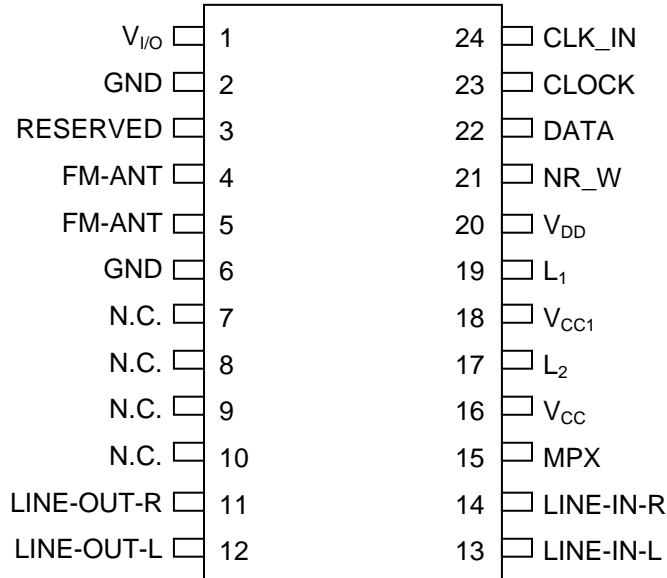 V_I/O 1 24 CLK_IN
GND 2 23 CLOCK
RESERVED 3 22 DATA
FM-ANT 4 21 NR_W
FM-ANT 5 20 V_DD
GND 6 19 L₁
N.C. 7 18 V_CC1
N.C. 8 17 L₂
N.C. 9 16 V_CC
N.C. 10 15 MPX
LINE-OUT-R 11 14 LINE-IN-R
LINE-OUT-L 12 13 LINE-IN-L